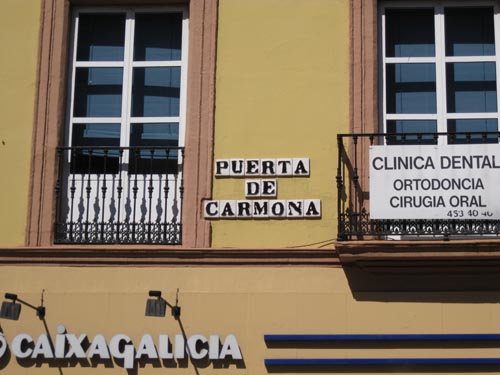 PUERTA
DE
CARMONA
CLINICA DENTAL
ORTODONCIA
CIRUGIA ORAL
453 40 40
CAIXAGALICIA